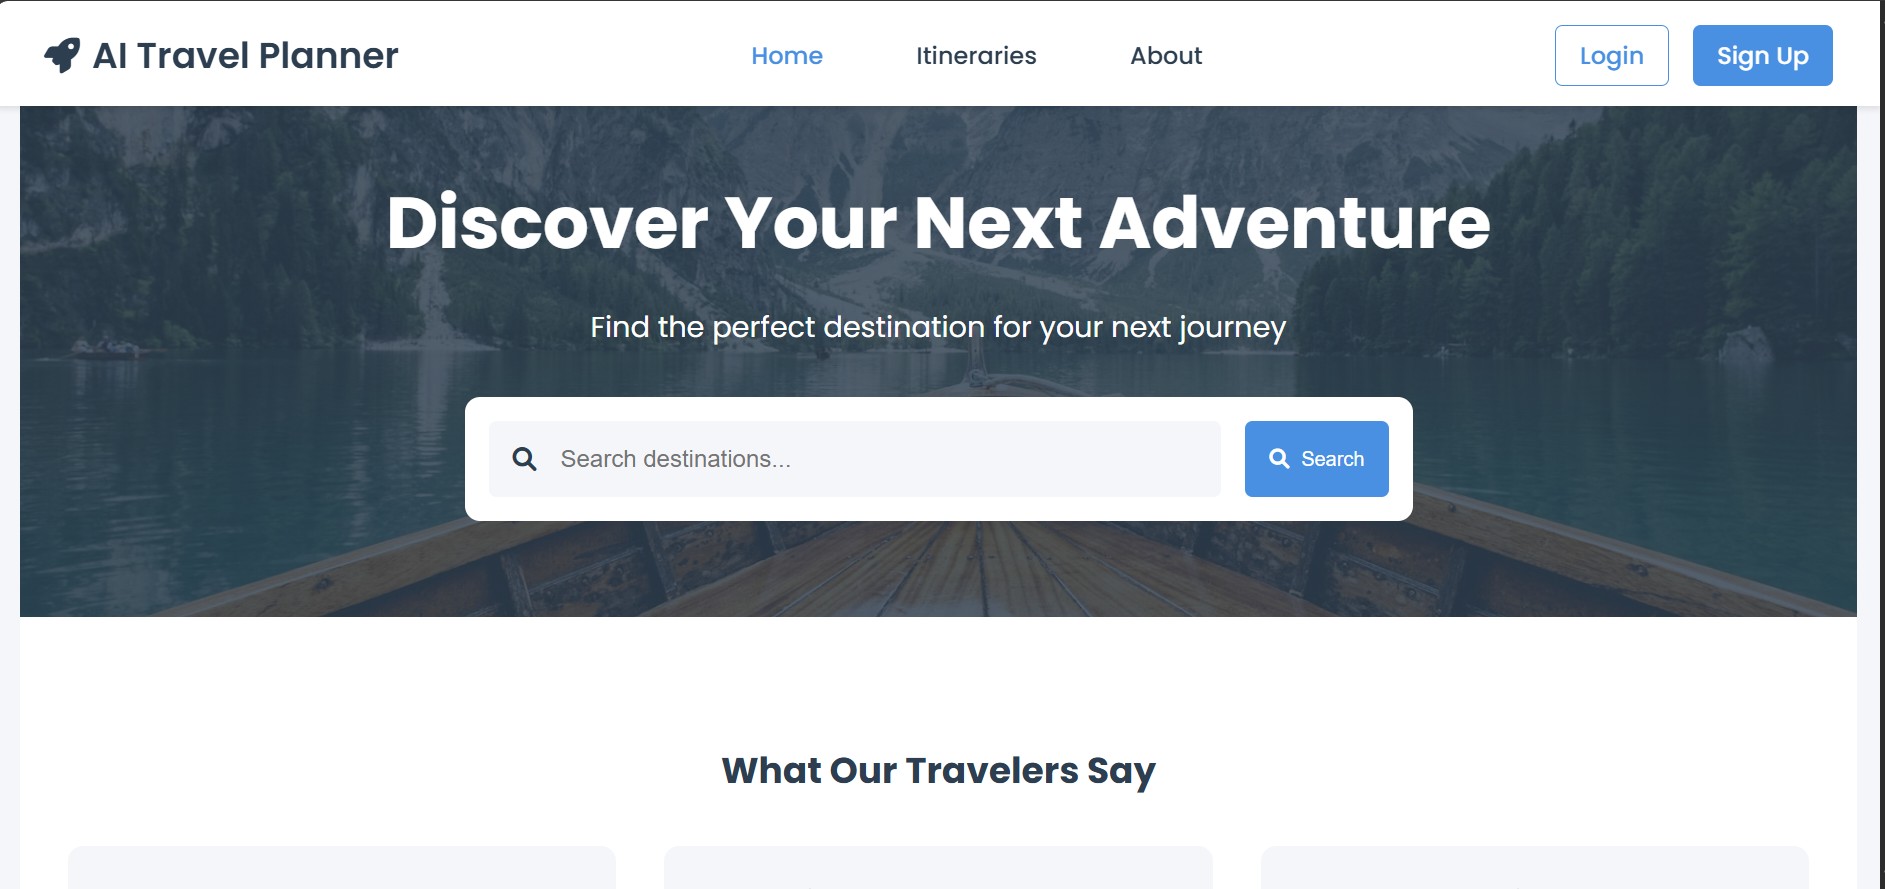 AI Travel Planner
Home
Itineraries
About
Login
Sign Up
Discover Your Next Adventure
Find the perfect destination for your next journey
Search destinations...
Search
What Our Travelers Say